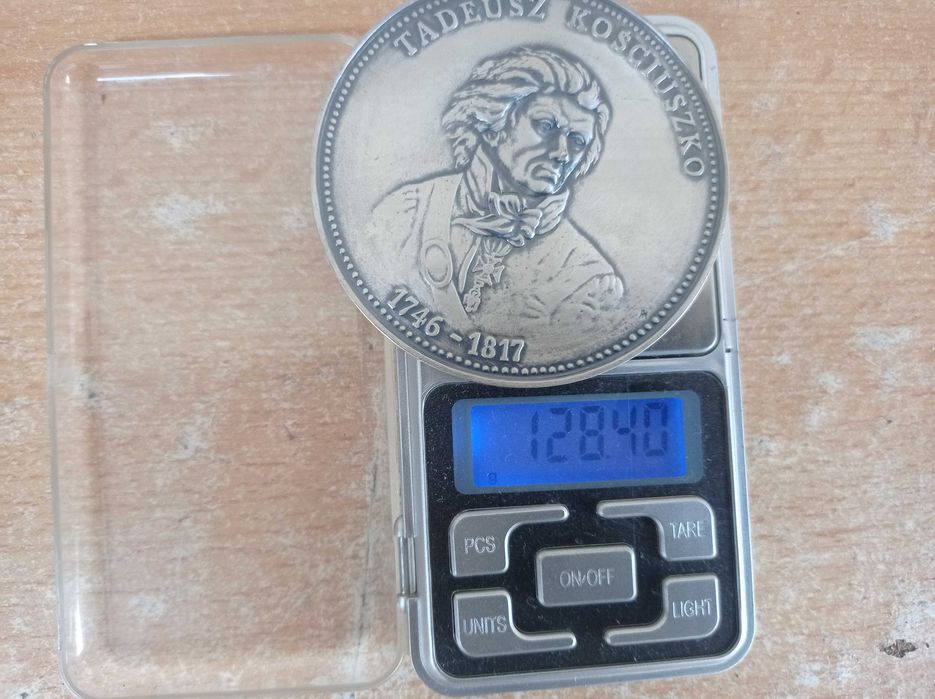 TADEUSZ KOŚCIUSZKO
1746 - 1817
128.40
g
PCS
TARE
ON/OFF
UNITS
LIGHT